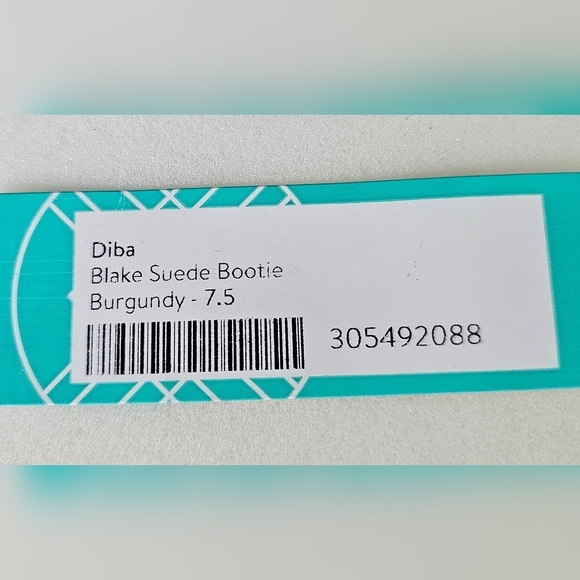 Diba
Blake Suede Bootie
Burgundy - 7.5
305492088